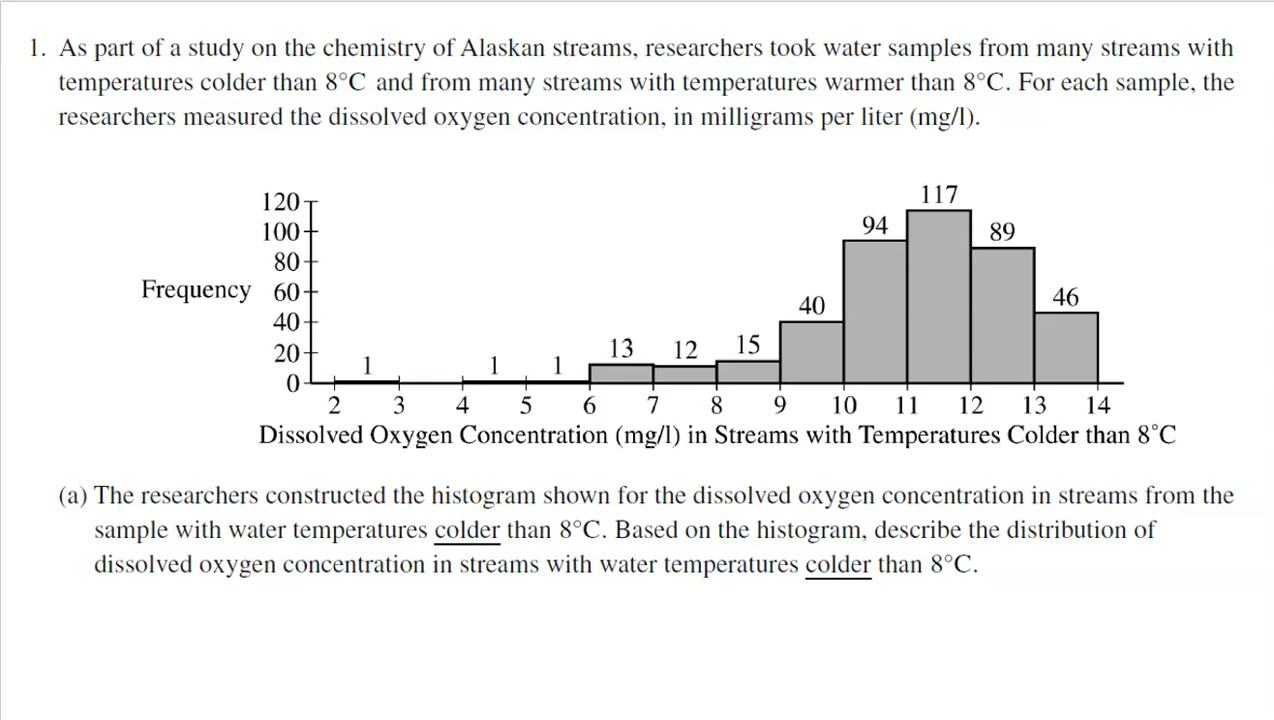 1. As part of a study on the chemistry of Alaskan streams, researchers took water samples from many streams with
temperatures colder than 8°C and from many streams with temperatures warmer than 8°C. For each sample, the
researchers measured the dissolved oxygen concentration, in milligrams per liter (mg/l).
120
100
80
Frequency 60
40
20
0
1 1 1 13 12 15 40 94 117 89 46
2 3 4 5 6 7 8 9 10 11 12 13 14
Dissolved Oxygen Concentration (mg/l) in Streams with Temperatures Colder than 8°C
(a) The researchers constructed the histogram shown for the dissolved oxygen concentration in streams from the
sample with water temperatures colder than 8°C. Based on the histogram, describe the distribution of
dissolved oxygen concentration in streams with water temperatures colder than 8°C.